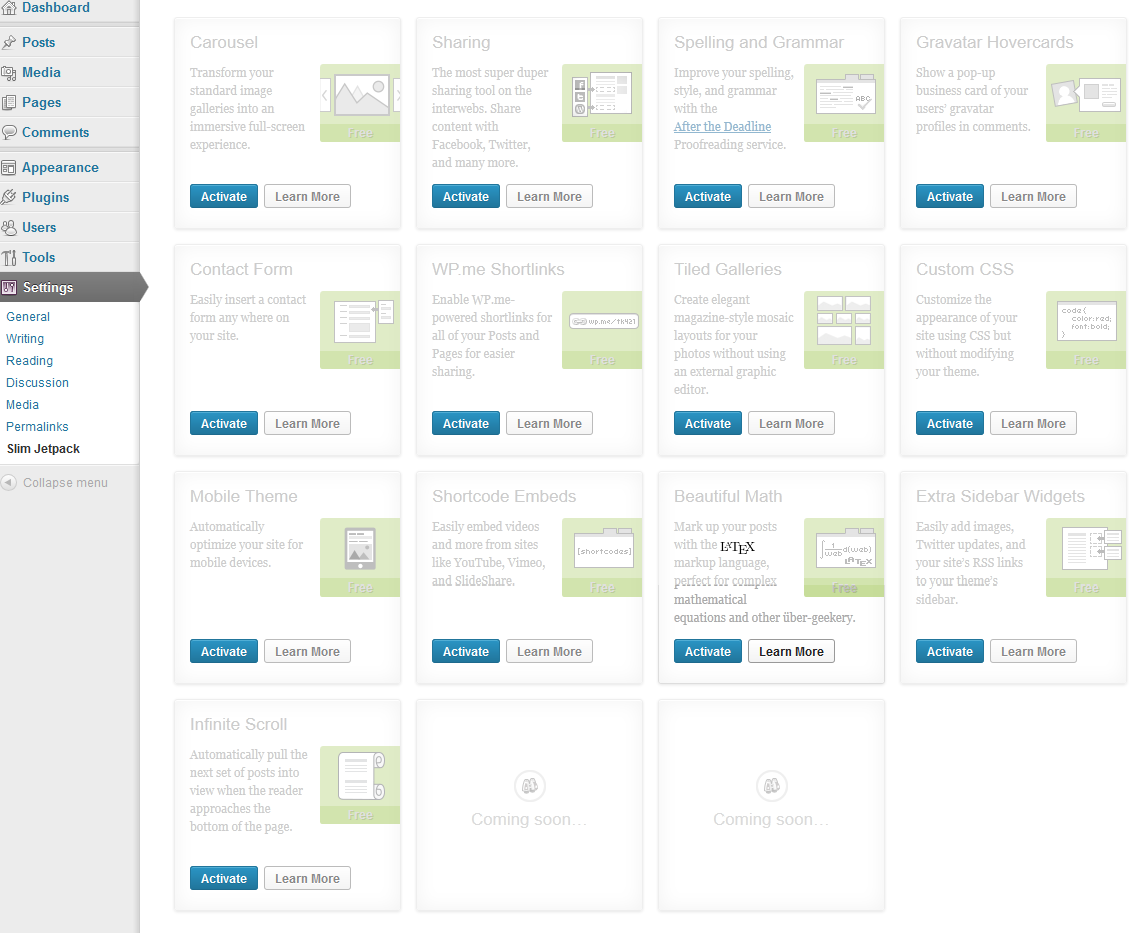 Dashboard
Posts
Media
Pages
Comments
Appearance
Plugins
Users
Tools
Settings
General
Writing
Reading
Discussion
Media
Permalinks
Slim Jetpack
Collapse menu
Carousel
Transform your
standard image
galleries into an
immersive full-screen
experience.
Free
Activate
Learn More
Sharing
The most super duper
sharing tool on the
interwebs. Share
content with
Facebook, Twitter,
and many more.
Free
Activate
Learn More
Spelling and Grammar
Improve your spelling,
style, and grammar
with the
After the Deadline
Proofreading service.
ABC
Free
Activate
Learn More
Gravatar Hovercards
Show a pop-up
business card of your
users' gravatar
profiles in comments.
Free
Activate
Learn More
Contact Form
Easily insert a contact
form any where on
your site.
Free
Activate
Learn More
WP.me Shortlinks
Enable WP.me-
powered shortlinks for
all of your Posts and
Pages for easier
sharing.
wp.me/tk421
Free
Activate
Learn More
Tiled Galleries
Create elegant
magazine-style mosaic
layouts for your
photos without using
an external graphic
editor.
Free
Activate
Learn More
Custom CSS
Customize the
appearance of your
site using CSS but
without modifying
your theme.
code{
color:red;
font:bold;
}
Free
Activate
Learn More
Mobile Theme
Automatically
optimize your site for
mobile devices.
Free
Activate
Learn More
Shortcode Embeds
Easily embed videos
and more from sites
like YouTube, Vimeo,
and SlideShare.
[shortcodes]
Free
Activate
Learn More
Beautiful Math
Mark up your posts
with the LATEX
markup language,
perfect for complex
mathematical
equations and other über-geekery.
∫ 1 web d(web)
LATEX
Free
Activate
Learn More
Extra Sidebar Widgets
Easily add images,
Twitter updates, and
your site's RSS links
to your theme's
sidebar.
Free
Activate
Learn More
Infinite Scroll
Automatically pull the
next set of posts into
view when the reader
approaches the
bottom of the page.
Free
Activate
Learn More
Coming soon…
Coming soon…